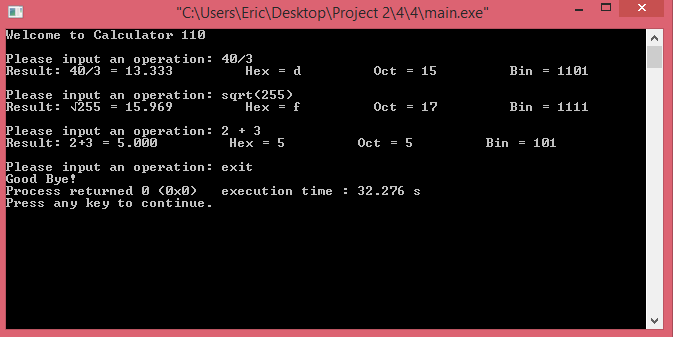 "C:\Users\Eric\Desktop\Project 2\4\4\main.exe"
Welcome to Calculator 110
Please input an operation: 40/3
Result: 40/3 = 13.333 Hex = d Oct = 15 Bin = 1101
Please input an operation: sqrt(255)
Result: √255 = 15.969 Hex = f Oct = 17 Bin = 1111
Please input an operation: 2 + 3
Result: 2+3 = 5.000 Hex = 5 Oct = 5 Bin = 101
Please input an operation: exit
Good Bye!
Process returned 0 (0x0) execution time : 32.276 s
Press any key to continue.